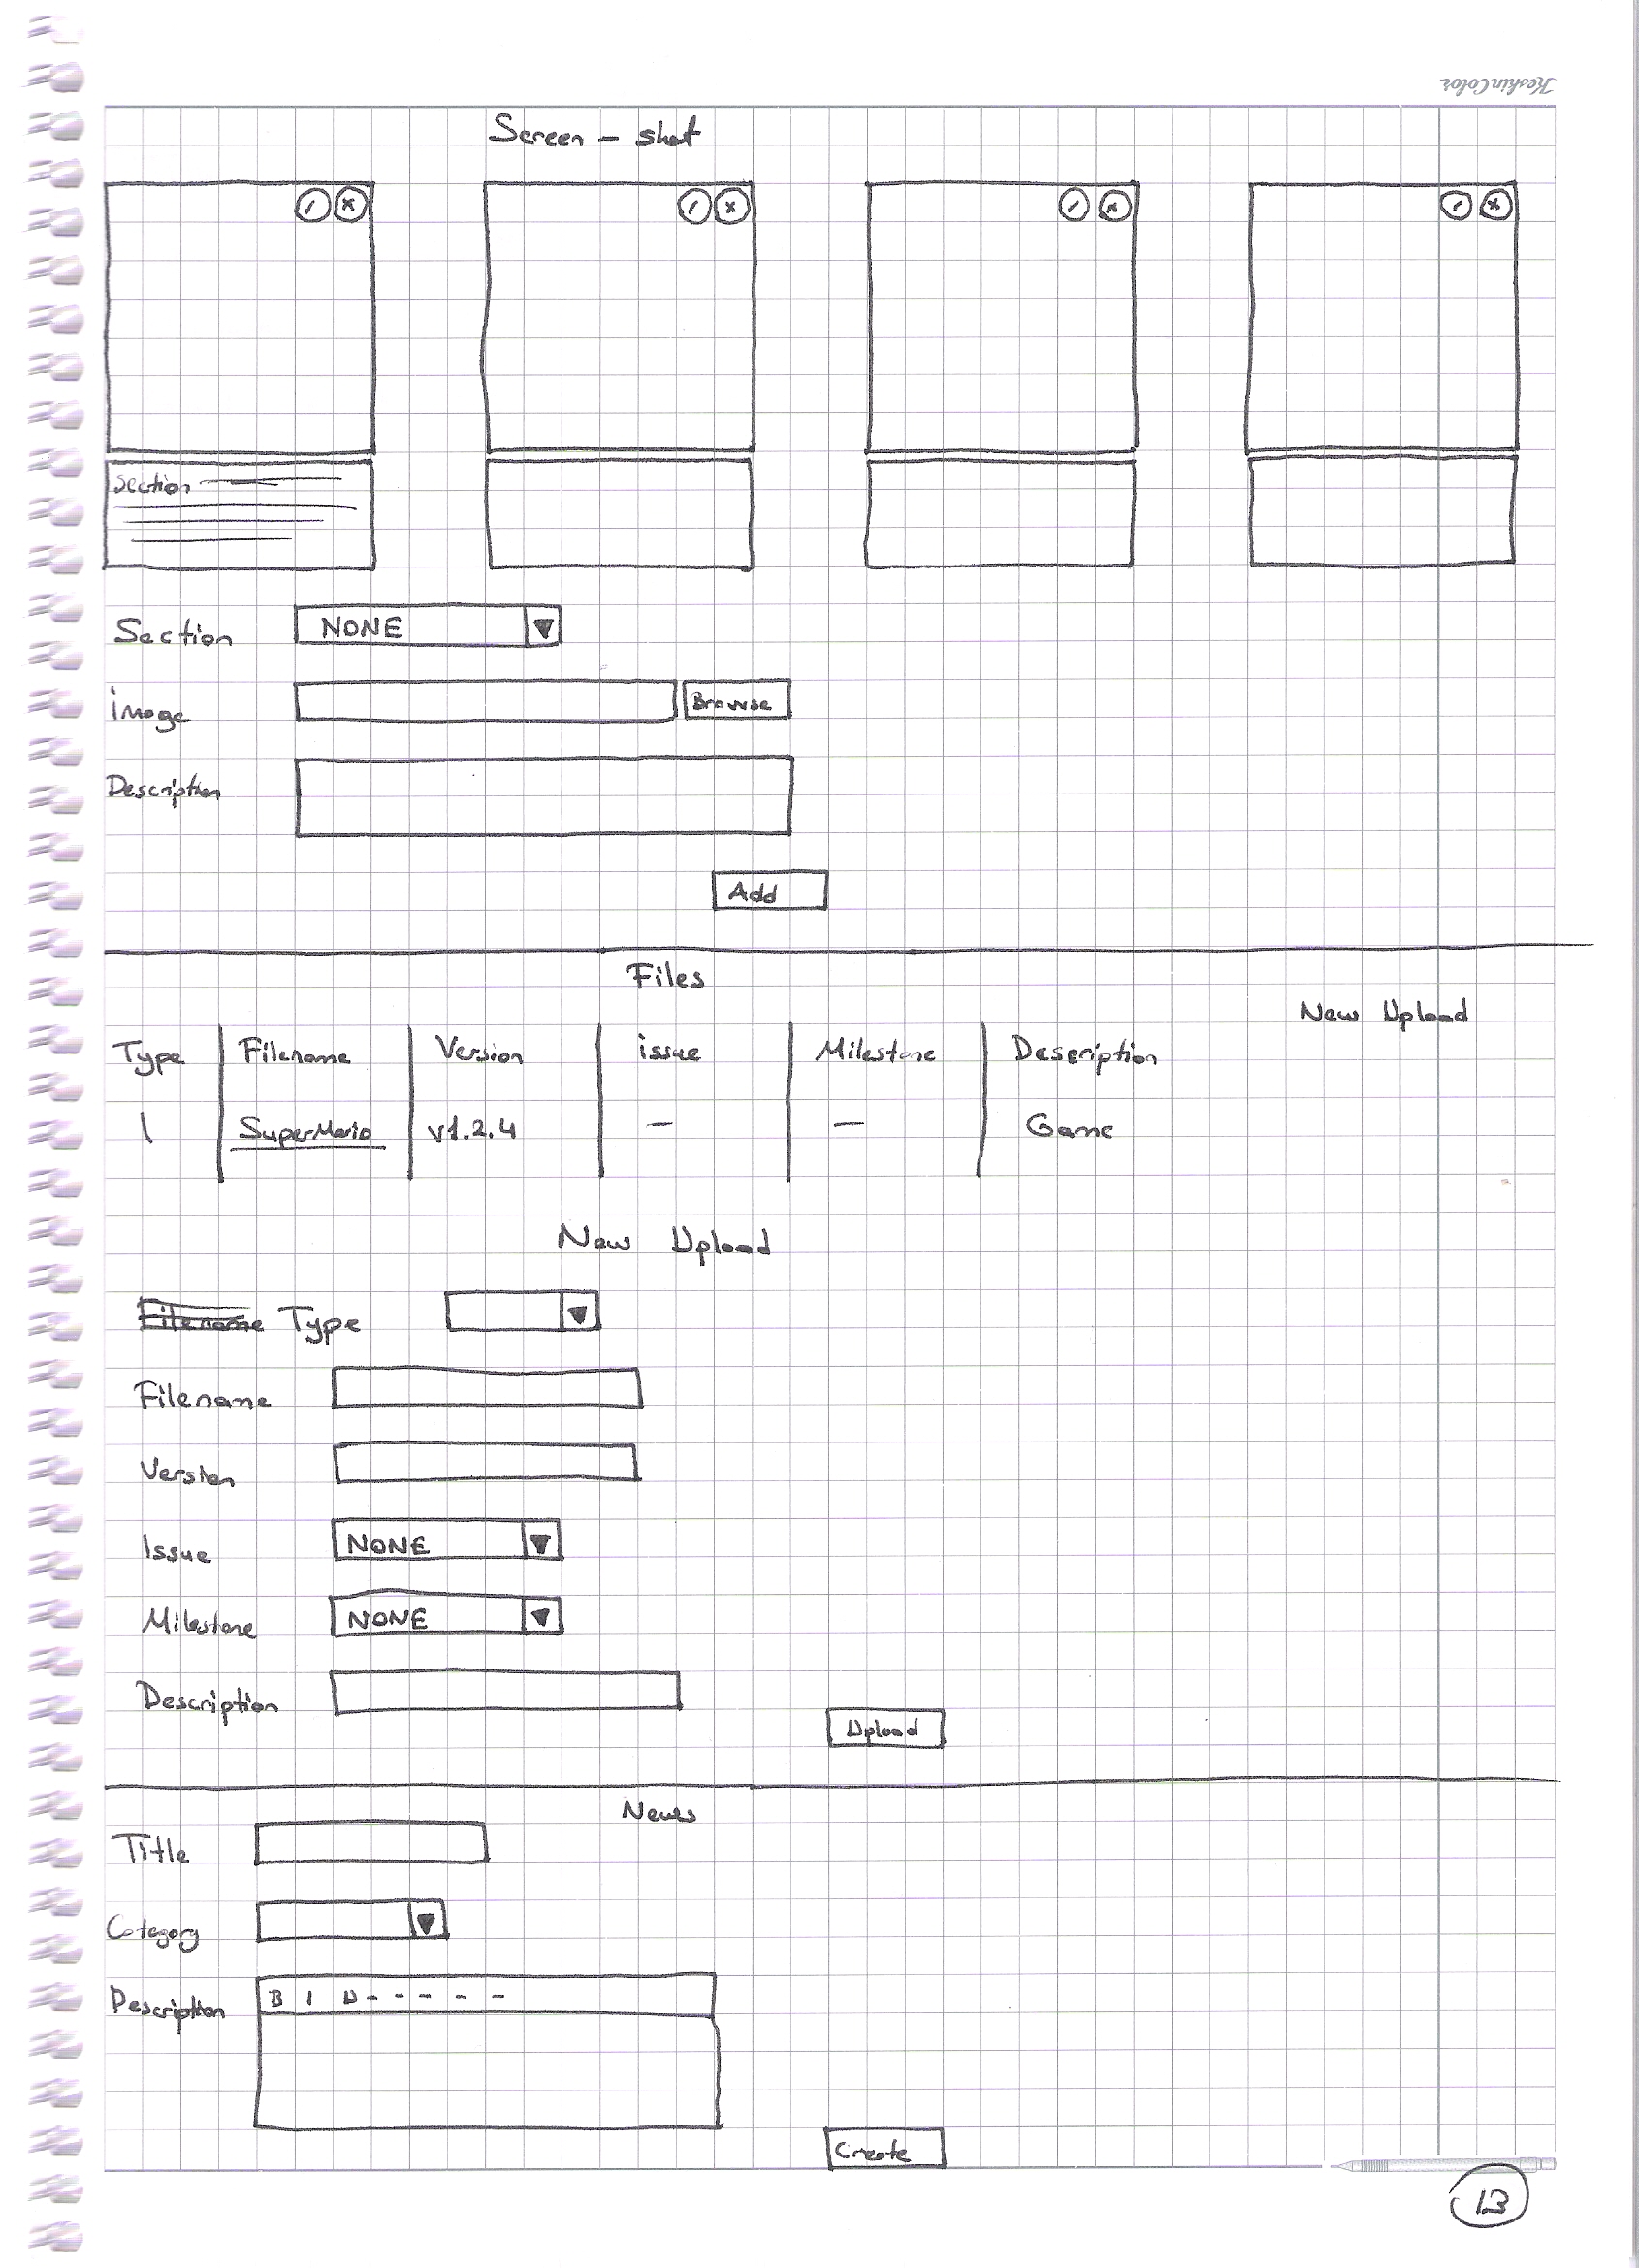 KeskinColor
Screen - shot
/ x / x / x / x
Section
Section NONE
image Browse
Description
Add
Files
New Upload
Type Filename Version issue Milestone Description
\ SuperMario v1.2.4 - - Game
New Upload
Filename Type
Filename
Version
Issue NONE
Milestone NONE
Description
Upload
News
Title
Category
Description B I U - - - - -
Create
13